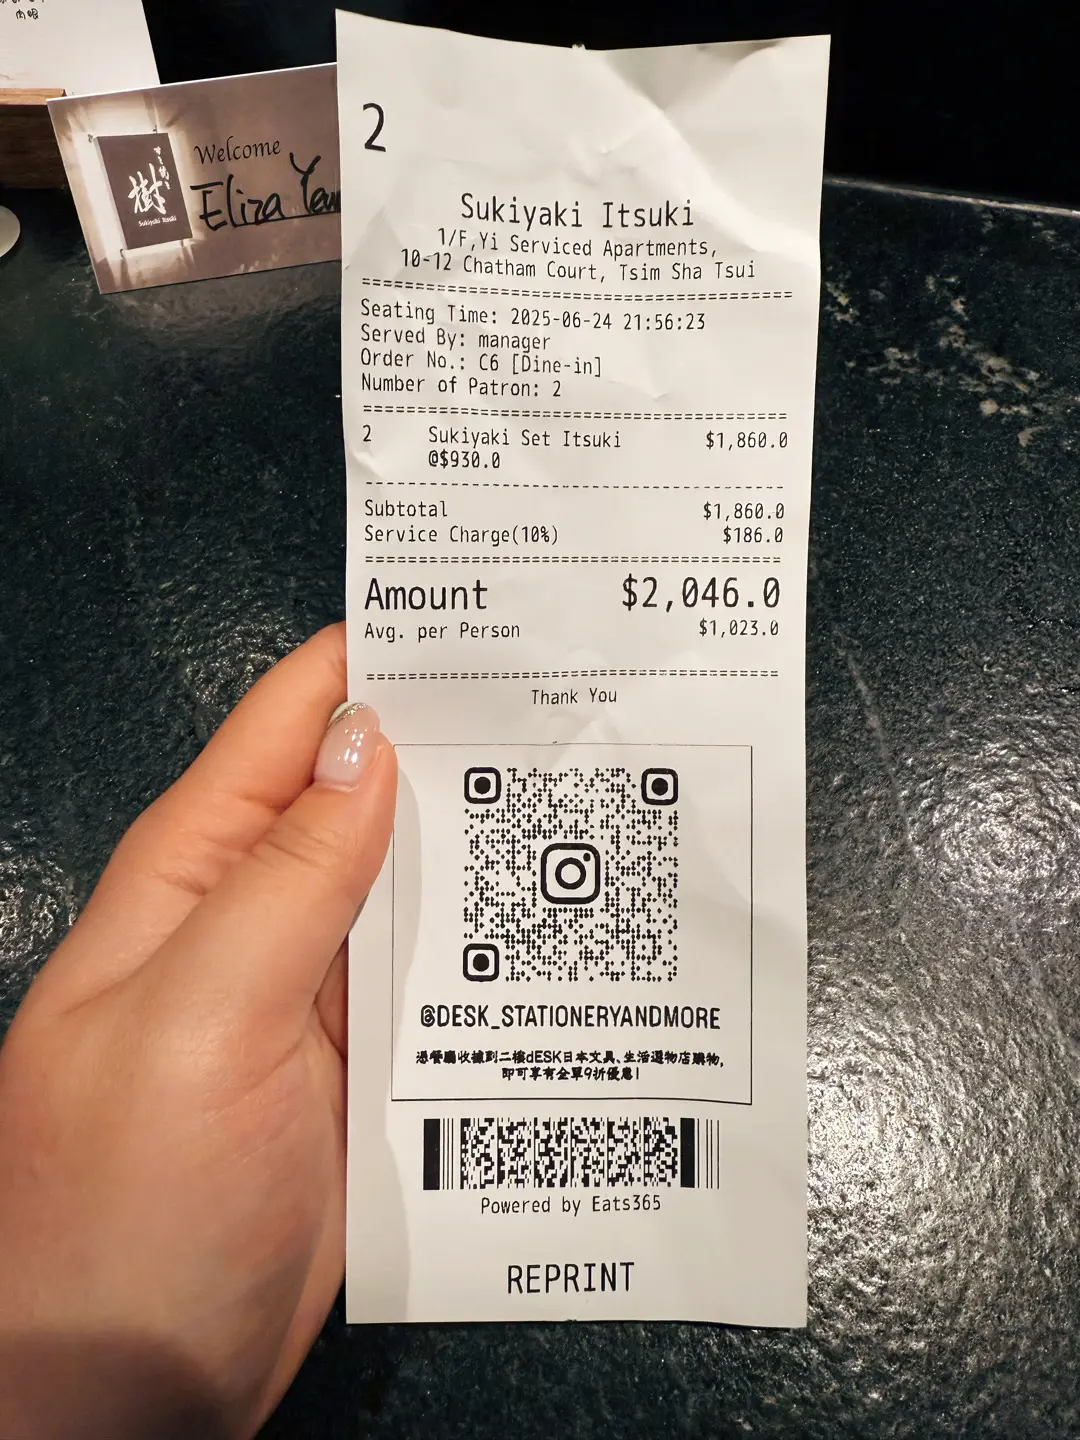 肉眼
Welcome
Eliza
樹
Sukiyaki Itsuki
2
Sukiyaki Itsuki
1/F,Yi Serviced Apartments,
10-12 Chatham Court, Tsim Sha Tsui
Seating Time: 2025-06-24 21:56:23
Served By: manager
Order No.: C6 [Dine-in]
Number of Patron: 2
2 Sukiyaki Set Itsuki $1,860.0
@$930.0
Subtotal $1,860.0
Service Charge(10%) $186.0
Amount $2,046.0
Avg. per Person $1,023.0
Thank You
@DESK_STATIONERYANDMORE
憑餐廳收據到二樓dESK日本文具、生活選物店購物,
即可享有全單9折優惠!
Powered by Eats365
REPRINT